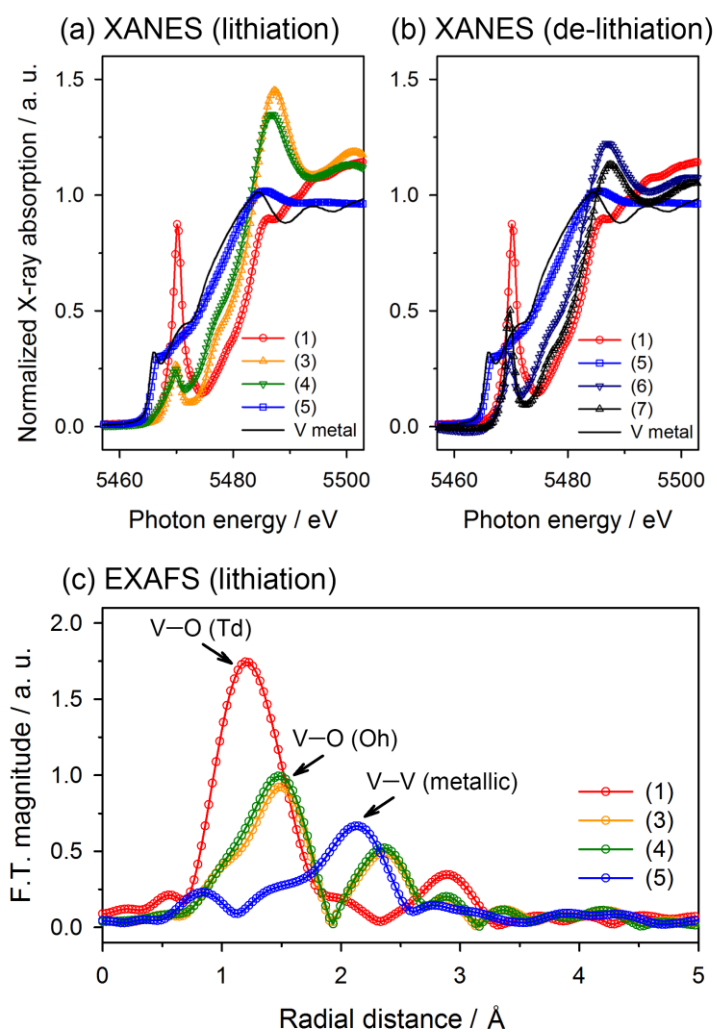 (a) XANES (lithiation)
(b) XANES (de-lithiation)
Normalized X-ray absorption / a. u.
1.5
1.0
0.5
0.0
(1)
(3)
(4)
(5)
V metal
5460
5480
5500
Photon energy / eV
1.5
1.0
0.5
0.0
(1)
(5)
(6)
(7)
V metal
5460
5480
5500
Photon energy / eV
(c) EXAFS (lithiation)
F.T. magnitude / a. u.
2.0
1.5
1.0
0.5
0.0
V—O (Td)
V—O (Oh)
V—V (metallic)
(1)
(3)
(4)
(5)
0
1
2
3
4
5
Radial distance / Å